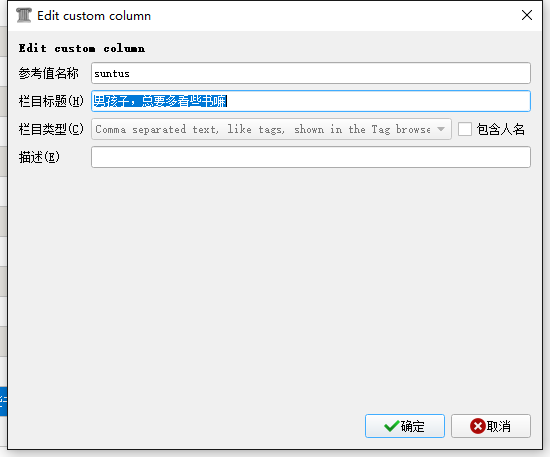 Edit custom column
Edit custom column
参考值名称 suntus
栏目标题(H) 男孩子，总要多看些书嘛
栏目类型(C) Comma separated text, like tags, shown in the Tag browse 包含人名
描述(E)
确定 取消